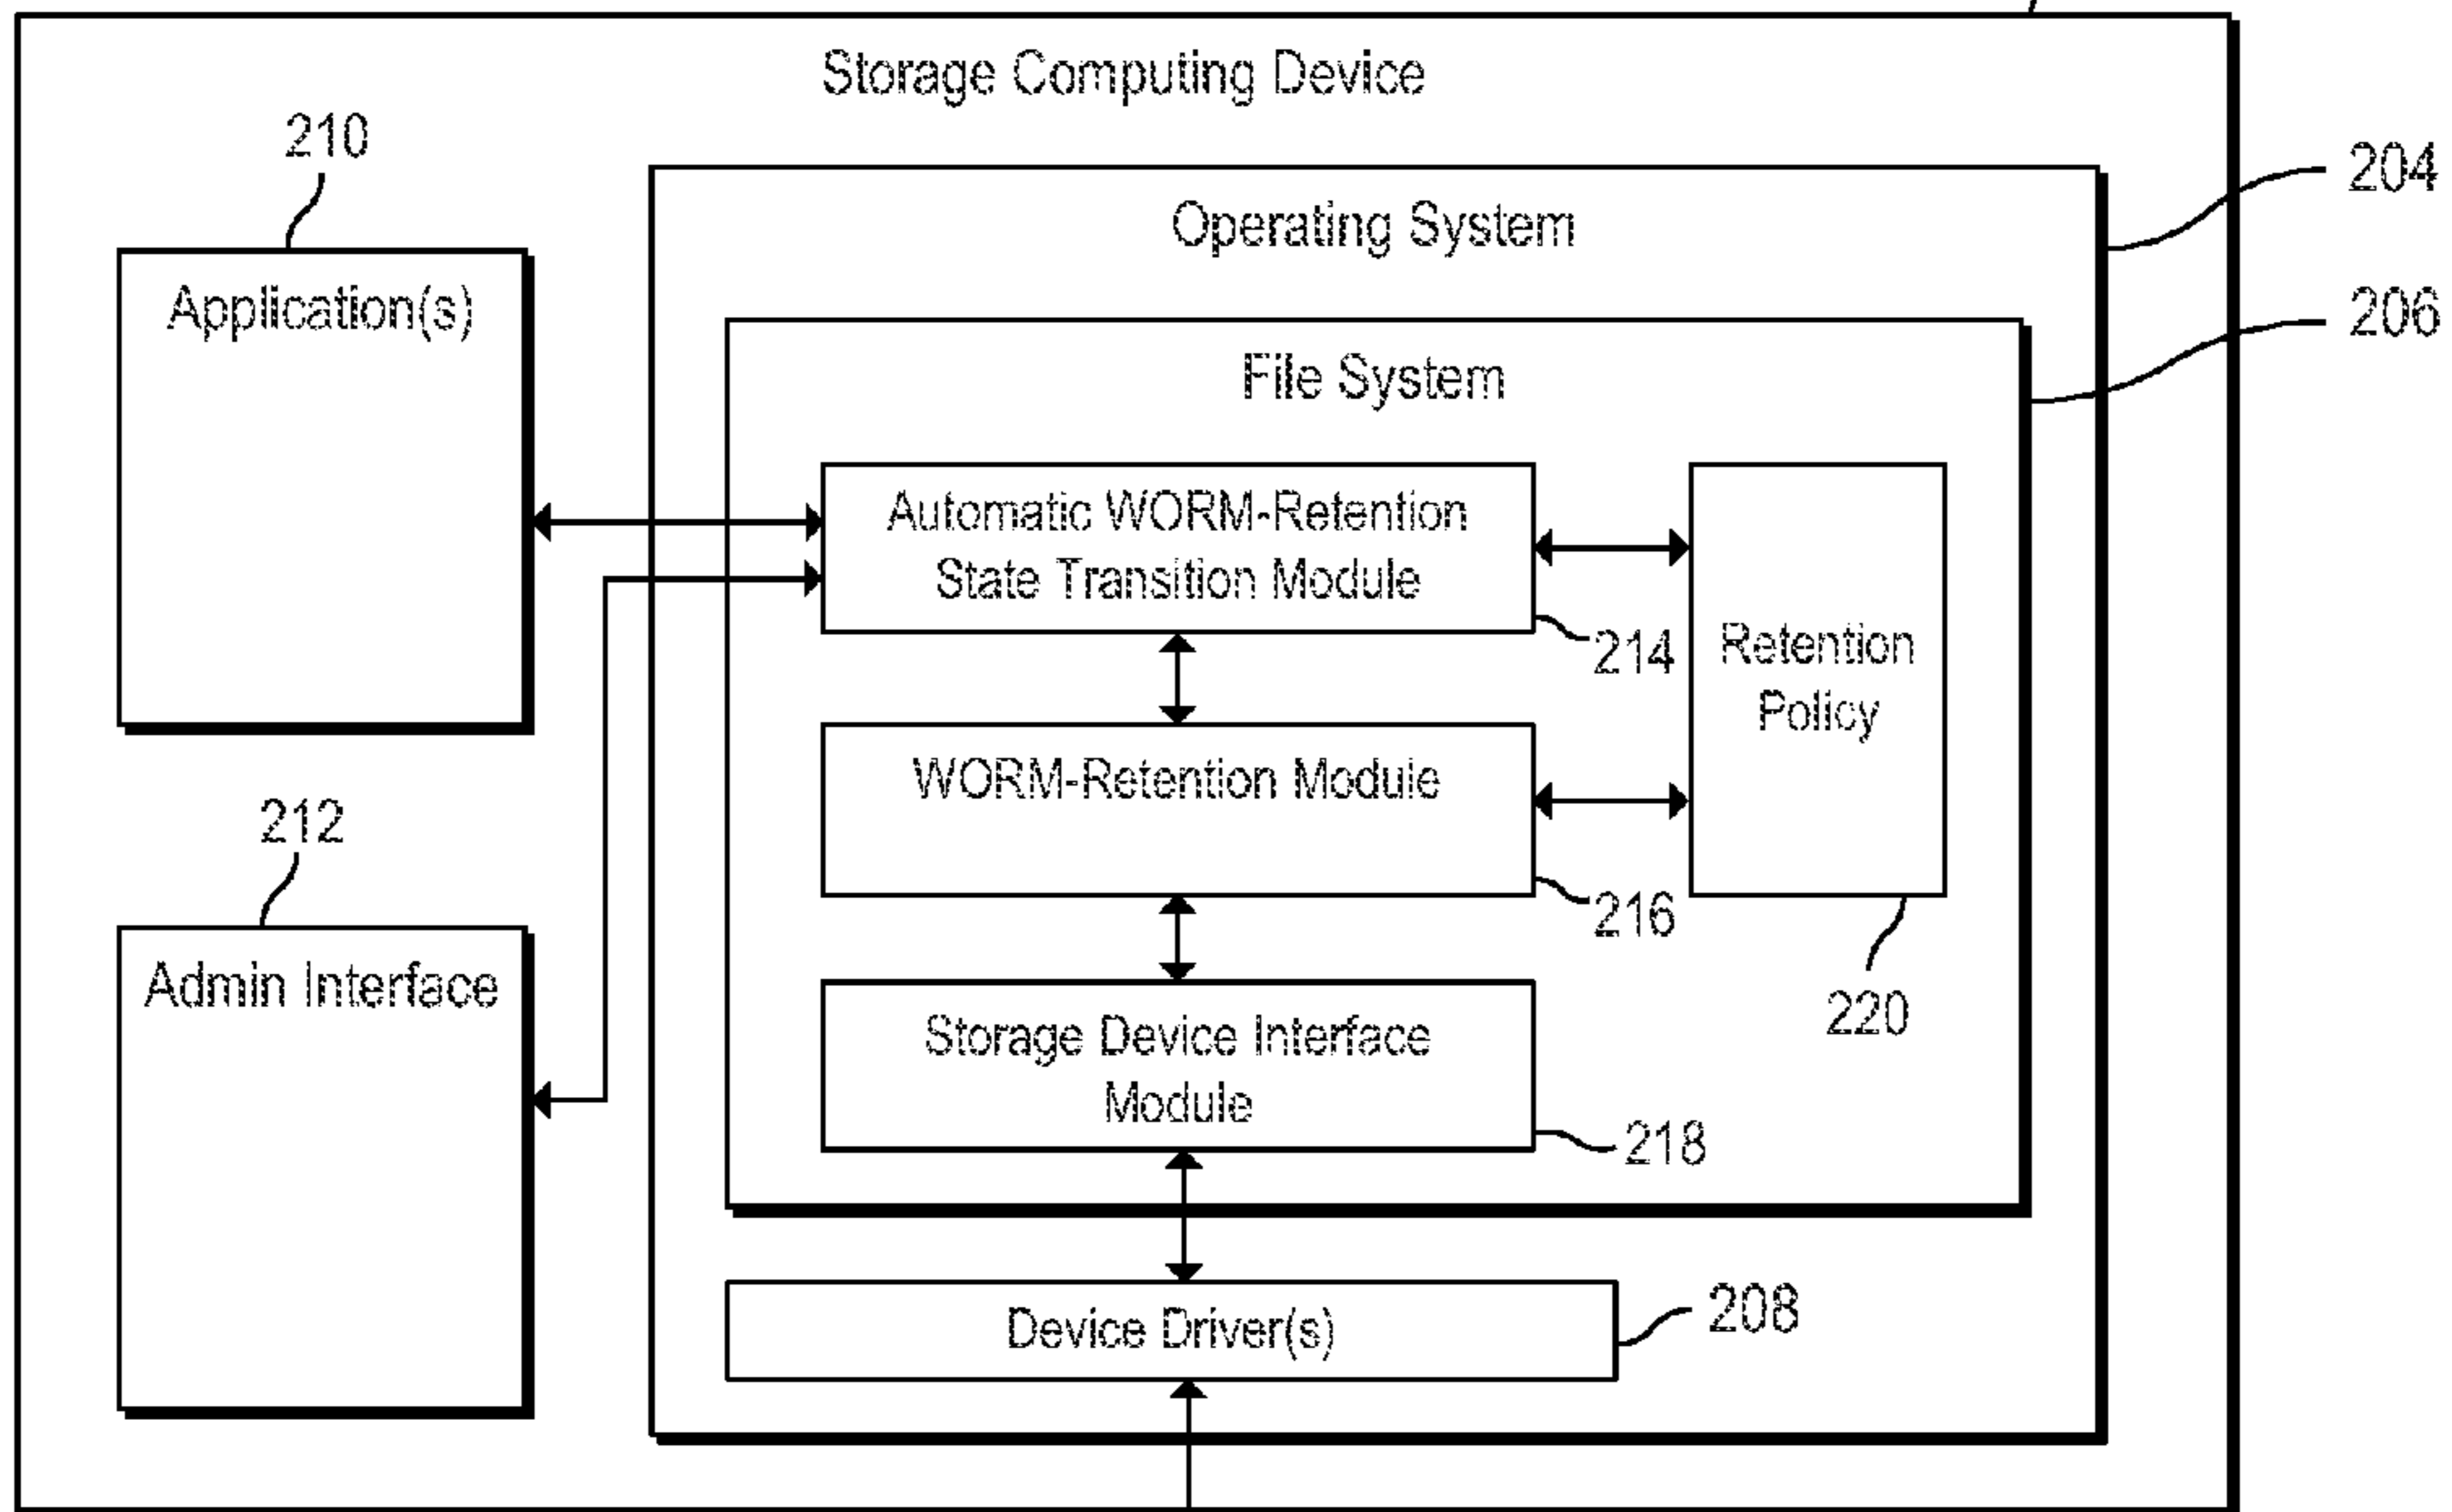 Storage Computing Device
210
204
Operating System
206
Application(s)
File System
Automatic WORM-Retention
State Transition Module
214
Retention
Policy
WORM-Retention Module
212
216
Admin Interface
220
Storage Device Interface
Module
218
208
Device Driver(s)